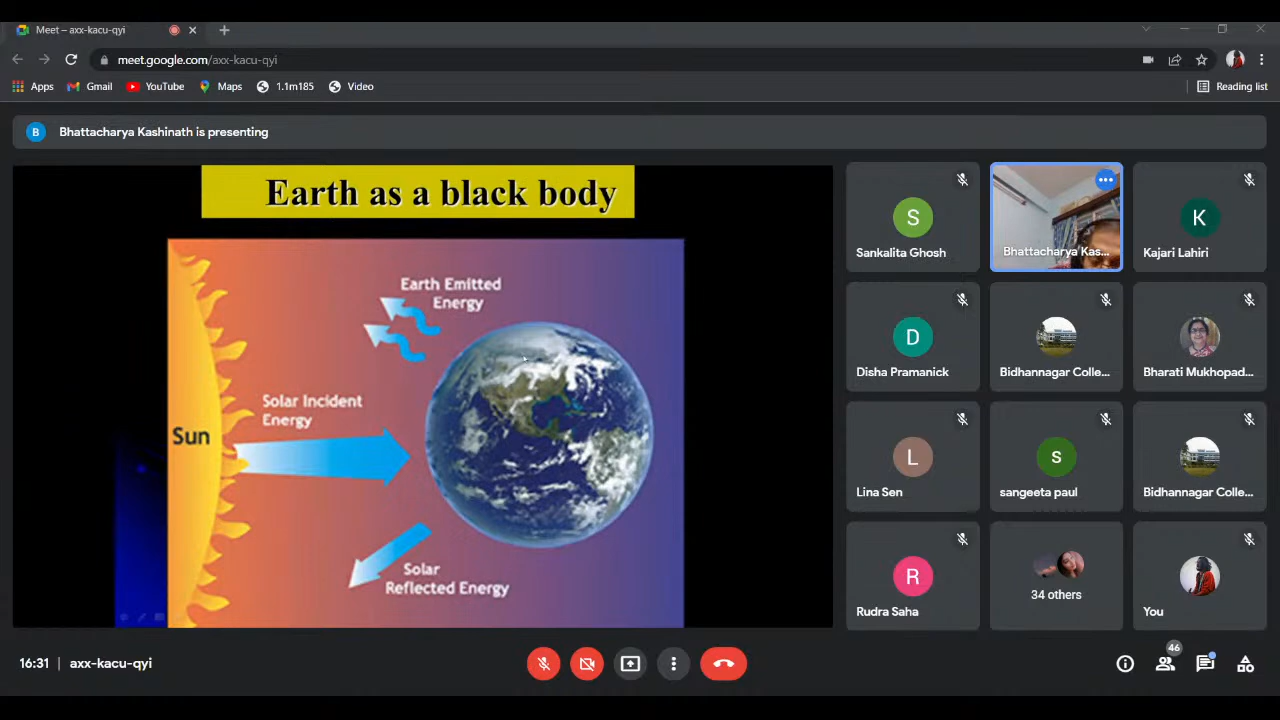 Meet – axx-kacu-qyi
meet.google.com/axx-kacu-qyi
Apps
Gmail
YouTube
Maps
1.1m185
Video
Reading list
B
Bhattacharya Kashinath is presenting
Earth as a black body
Earth Emitted
Energy
Solar Incident
Energy
Sun
Solar
Reflected Energy
S
Sankalita Ghosh
Bhattacharya Kas...
K
Kajari Lahiri
D
Disha Pramanick
Bidhannagar Colle...
Bharati Mukhopad...
L
Lina Sen
s
sangeeta paul
Bidhannagar Colle...
R
Rudra Saha
34 others
You
16:31 | axx-kacu-qyi
46